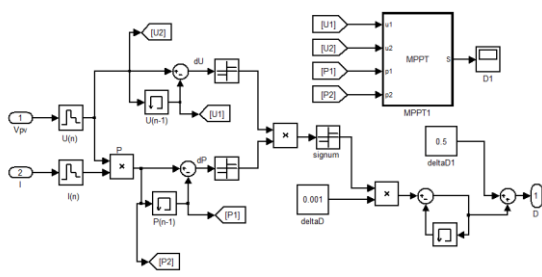 [U2]
[U1]
[U2]
[P1]
[P2]
u1
u2
p1
p2
MPPT
S
D1
MPPT1
dU
1
Vpv
U(n)
U(n-1)
[U1]
P
2
I
I(n)
dP
P(n-1)
[P1]
[P2]
signum
0.5
deltaD1
0.001
deltaD
1
D